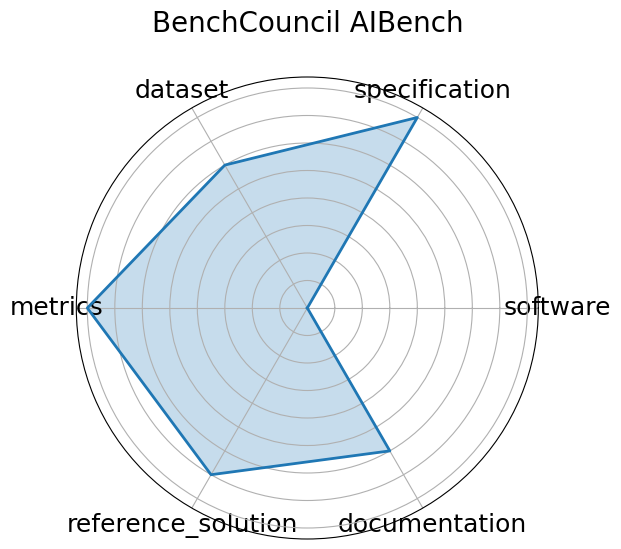 BenchCouncil AIBench
dataset
specification
metrics
software
reference_solution
documentation